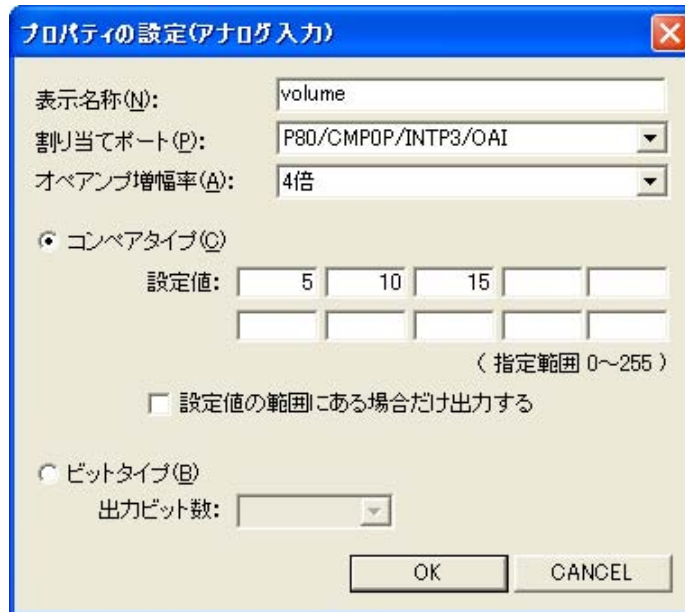 プロパティの設定(アナログ入力)
表示名称(N): volume
割り当てポート(P): P80/CMP0P/INTP3/OAI
オペアンプ増幅率(A): 4倍
コンペアタイプ(C)
設定値: 5 10 15
( 指定範囲 0～255 )
設定値の範囲にある場合だけ出力する
ビットタイプ(B)
出力ビット数:
OK CANCEL